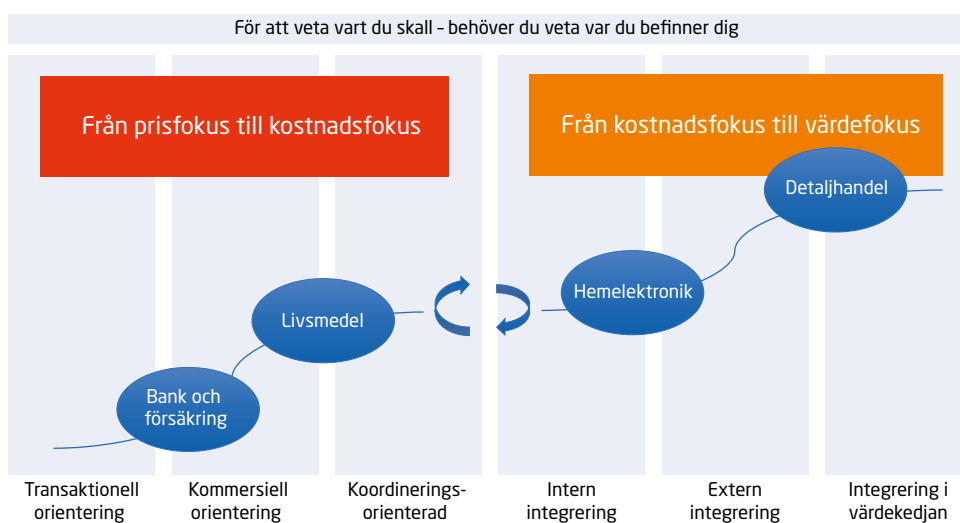 För att veta vart du skall – behöver du veta var du befinner dig
Från prisfokus till kostnadsfokus
Från kostnadsfokus till värdefokus
Detaljhandel
Hemelektronik
Livsmedel
Bank och
försäkring
Transaktionell
orientering
Kommersiell
orientering
Koordinerings-
orienterad
Intern
integrering
Extern
integrering
Integrering i
värdekedjan